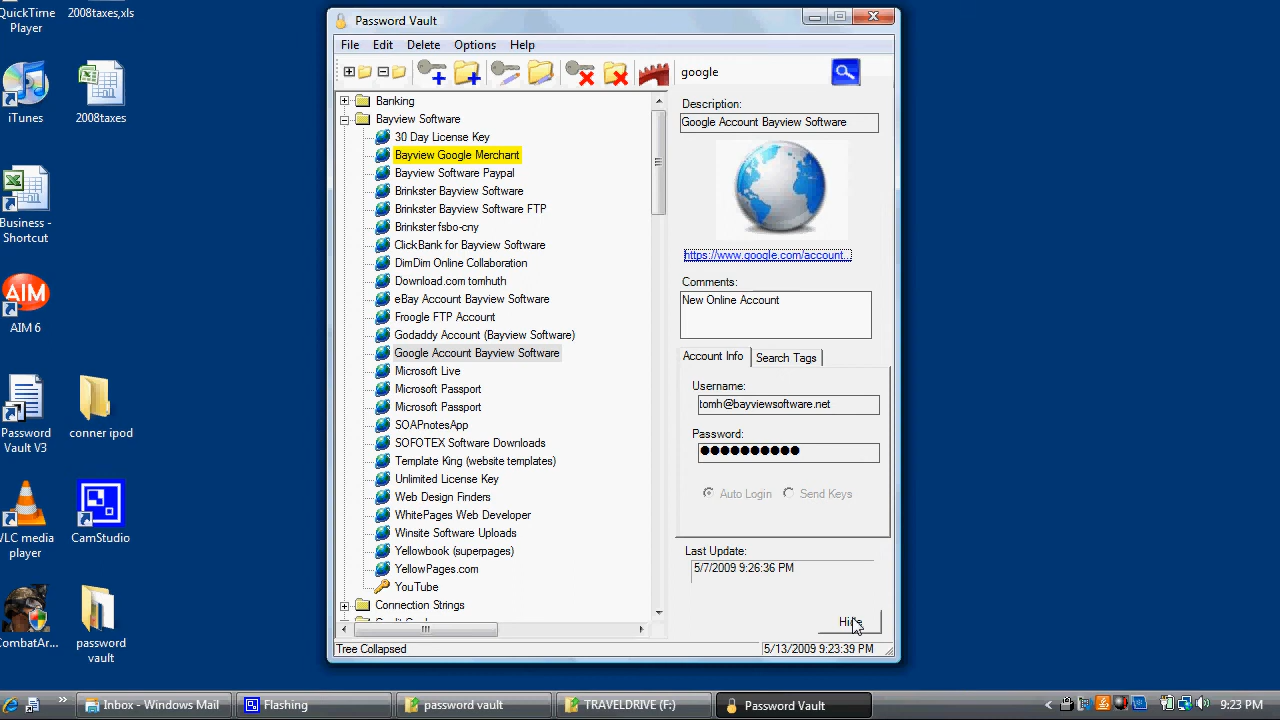 QuickTime
Player
2008taxes,xls
iTunes
2008taxes
Business -
Shortcut
AIM
AIM 6
Password
Vault V3
conner ipod
VLC media
player
CamStudio
CombatAr...
password
vault
Password Vault
File Edit Delete Options Help
google
Banking
Bayview Software
30 Day License Key
Bayview Google Merchant
Bayview Software Paypal
Brinkster Bayview Software
Brinkster Bayview Software FTP
Brinkster fsbo-cny
ClickBank for Bayview Software
DimDim Online Collaboration
Download.com tomhuth
eBay Account Bayview Software
Froogle FTP Account
Godaddy Account (Bayview Software)
Google Account Bayview Software
Microsoft Live
Microsoft Passport
Microsoft Passport
SOAPnotesApp
SOFOTEX Software Downloads
Template King (website templates)
Unlimited License Key
Web Design Finders
WhitePages Web Developer
Winsite Software Uploads
Yellowbook (superpages)
YellowPages.com
YouTube
Connection Strings
Description:
Google Account Bayview Software
https://www.google.com/account...
Comments:
New Online Account
Account Info Search Tags
Username:
tomh@bayviewsoftware.net
Password:
●●●●●●●●●●
Auto Login Send Keys
Last Update:
5/7/2009 9:26:36 PM
Hide
Tree Collapsed 5/13/2009 9:23:39 PM
Inbox - Windows Mail Flashing password vault TRAVELDRIVE (F:) Password Vault 9:23 PM